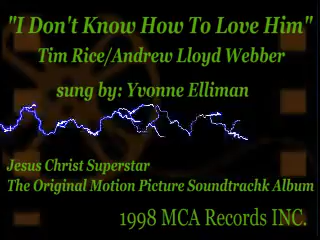 "I Don't Know How To Love Him"
Tim Rice/Andrew Lloyd Webber
sung by: Yvonne Elliman
Jesus Christ Superstar
The Original Motion Picture Soundtrachk Album
1998 MCA Records INC.